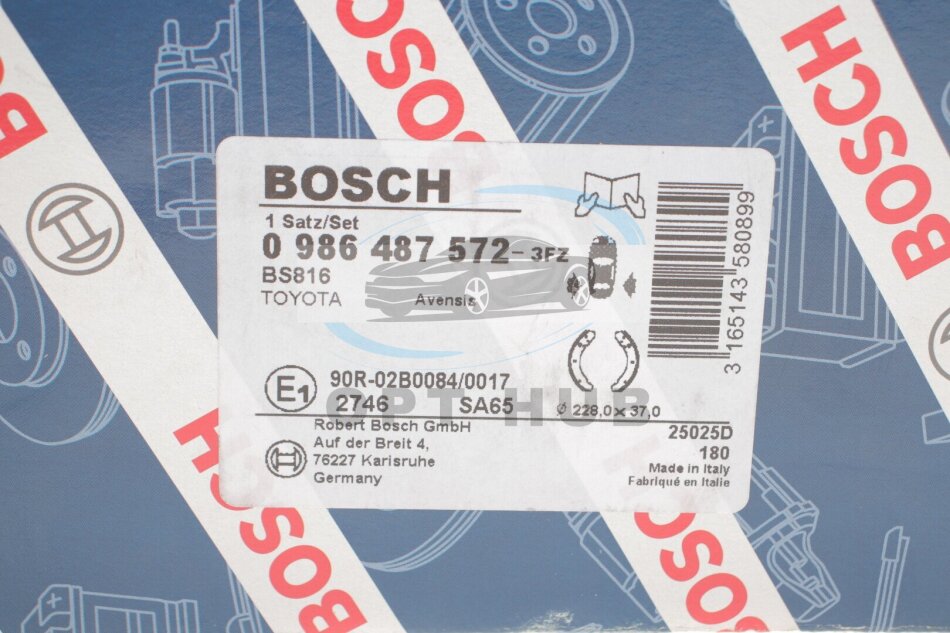 BOSCH
BOSCH
BOSCH
BOSCH
BOSCH
1 Satz/Set
0 986 487 572 - 3FZ
BS816
TOYOTA Avensis
3 165143 580899
E1 90R-02B0084/0017
2746 SA65
Ø 228,0 x 37,0
OPTIHUB
Robert Bosch GmbH
Auf der Breit 4,
76227 Karlsruhe
Germany
25025D
180
Made in Italy
Fabriqué en Italie
BOSCH
BOSCH